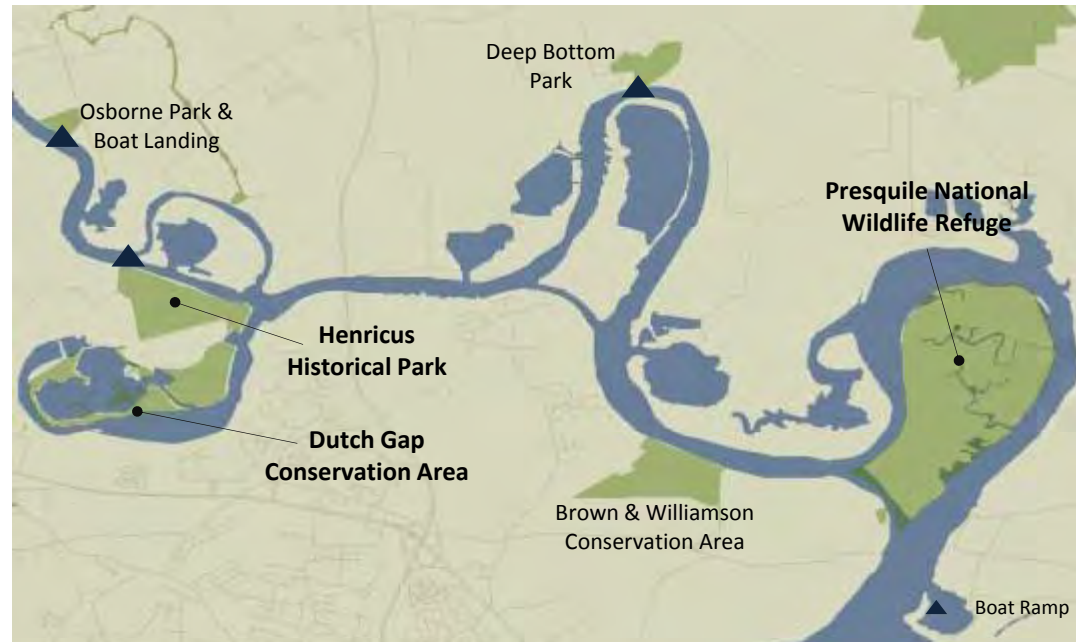 Deep Bottom
Park
Osborne Park &
Boat Landing
Presquile National
Wildlife Refuge
Henricus
Historical Park
Dutch Gap
Conservation Area
Brown & Williamson
Conservation Area
Boat Ramp